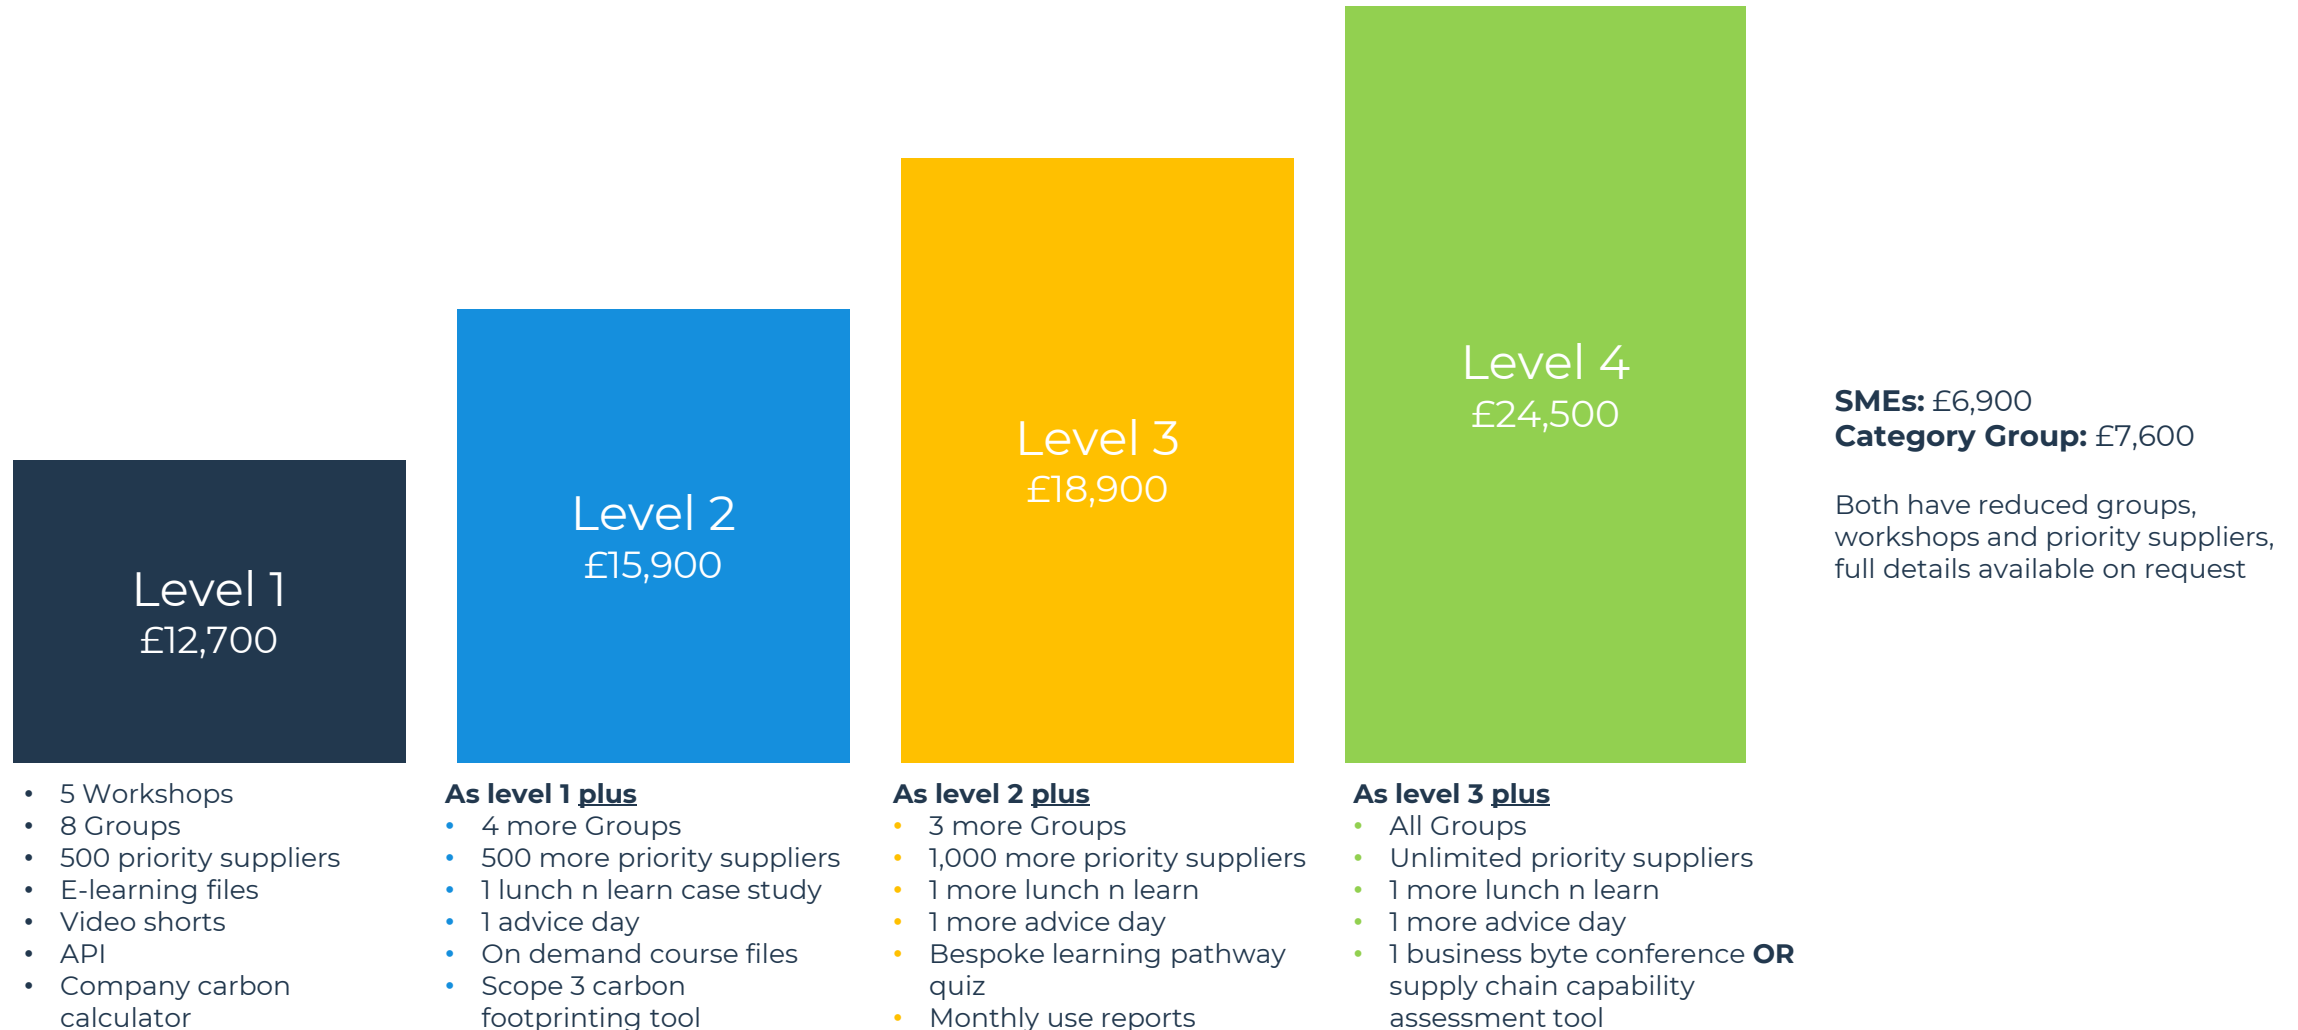 Level 1
£12,700
Level 2
£15,900
Level 3
£18,900
Level 4
£24,500
SMEs: £6,900
Category Group: £7,600
Both have reduced groups,
workshops and priority suppliers,
full details available on request
• 5 Workshops
• 8 Groups
• 500 priority suppliers
• E-learning files
• Video shorts
• API
• Company carbon
calculator
As level 1 plus
• 4 more Groups
• 500 more priority suppliers
• 1 lunch n learn case study
• 1 advice day
• On demand course files
• Scope 3 carbon
footprinting tool
As level 2 plus
• 3 more Groups
• 1,000 more priority suppliers
• 1 more lunch n learn
• 1 more advice day
• Bespoke learning pathway
quiz
• Monthly use reports
As level 3 plus
• All Groups
• Unlimited priority suppliers
• 1 more lunch n learn
• 1 more advice day
• 1 business byte conference OR
supply chain capability
assessment tool